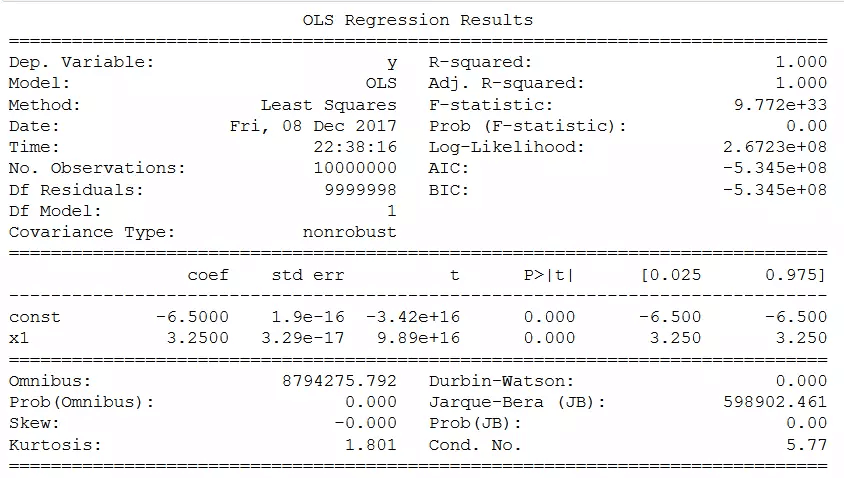 OLS Regression Results
==============================================================================
Dep. Variable:                      y   R-squared:                       1.000
Model:                            OLS   Adj. R-squared:                  1.000
Method:                 Least Squares   F-statistic:                 9.772e+33
Date:                Fri, 08 Dec 2017   Prob (F-statistic):               0.00
Time:                        22:38:16   Log-Likelihood:             2.6723e+08
No. Observations:            10000000   AIC:                        -5.345e+08
Df Residuals:                 9999998   BIC:                        -5.345e+08
Df Model:                           1
Covariance Type:            nonrobust
==============================================================================
                 coef    std err          t      P>|t|      [0.025      0.975]
------------------------------------------------------------------------------
const         -6.5000    1.9e-16  -3.42e+16      0.000      -6.500      -6.500
x1             3.2500   3.29e-17   9.89e+16      0.000       3.250       3.250
==============================================================================
Omnibus:                  8794275.792   Durbin-Watson:                   0.000
Prob(Omnibus):                  0.000   Jarque-Bera (JB):           598902.461
Skew:                          -0.000   Prob(JB):                         0.00
Kurtosis:                       1.801   Cond. No.                         5.77
==============================================================================